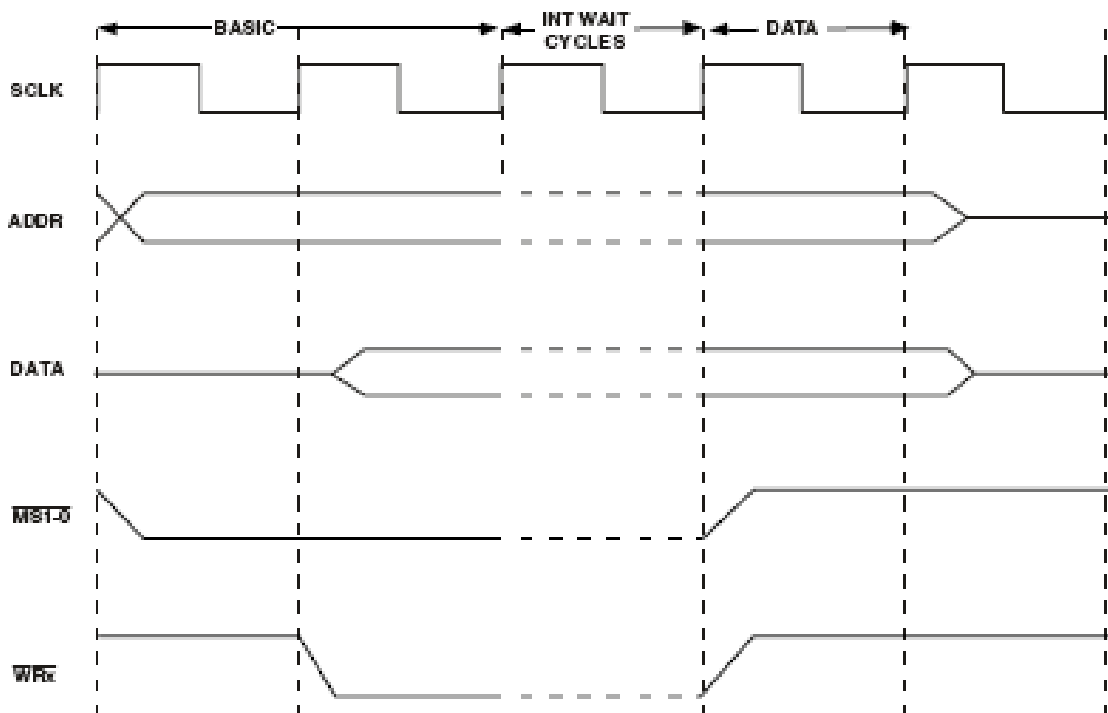 BASIC
INT WAIT
CYCLES
DATA
SCLK
ADDR
DATA
MS1-0
WRx